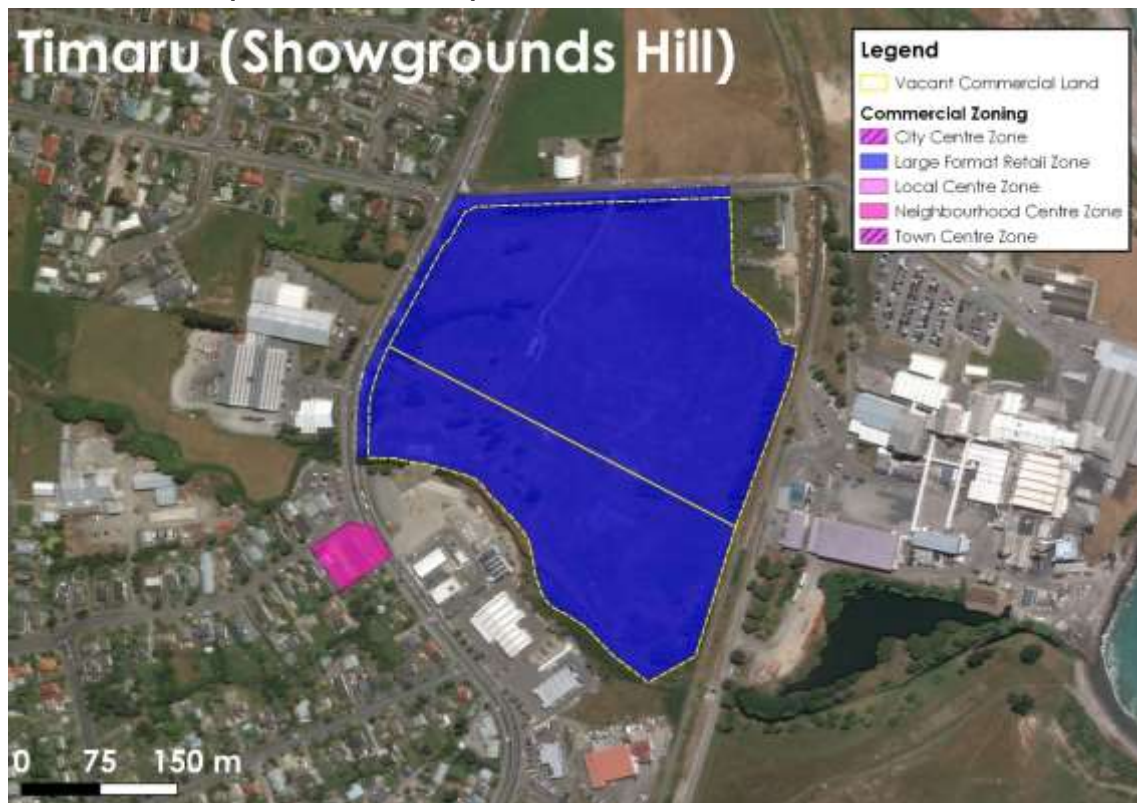 Timaru (Showgrounds Hill)
Legend
Vacant Commercial Land
Commercial Zoning
City Centre Zone
Large Format Retail Zone
Local Centre Zone
Neighbourhood Centre Zone
Town Centre Zone
0 75 150 m